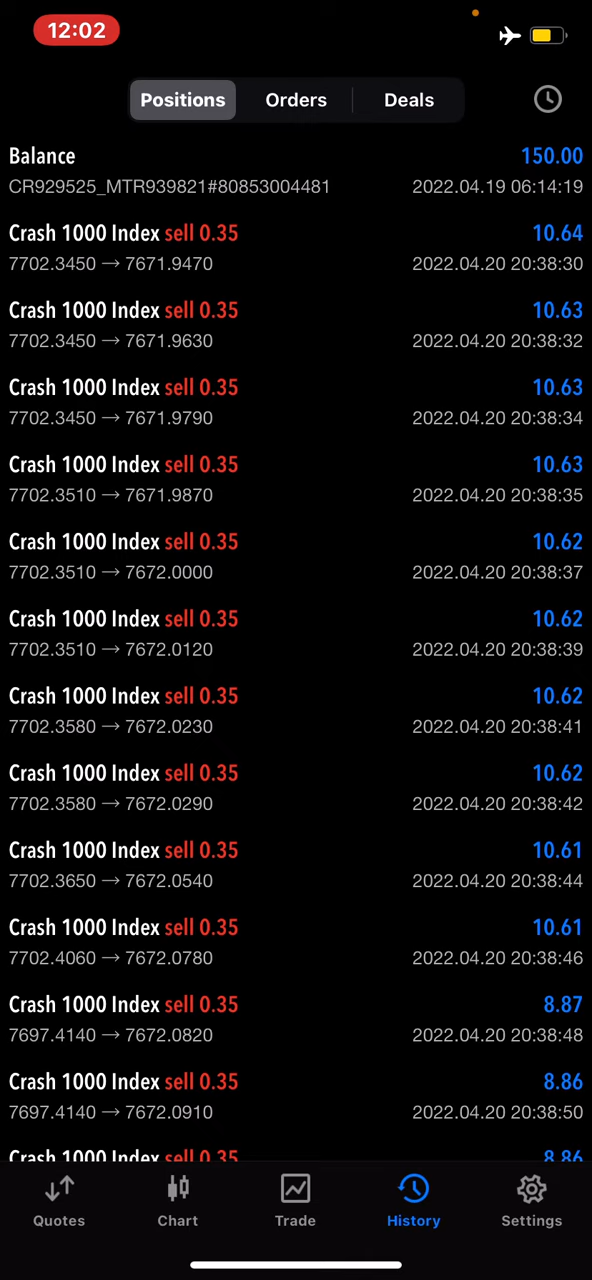 12:02
Positions Orders Deals
Balance 150.00
CR929525_MTR939821#80853004481 2022.04.19 06:14:19
Crash 1000 Index sell 0.35 10.64
7702.3450 → 7671.9470 2022.04.20 20:38:30
Crash 1000 Index sell 0.35 10.63
7702.3450 → 7671.9630 2022.04.20 20:38:32
Crash 1000 Index sell 0.35 10.63
7702.3450 → 7671.9790 2022.04.20 20:38:34
Crash 1000 Index sell 0.35 10.63
7702.3510 → 7671.9870 2022.04.20 20:38:35
Crash 1000 Index sell 0.35 10.62
7702.3510 → 7672.0000 2022.04.20 20:38:37
Crash 1000 Index sell 0.35 10.62
7702.3510 → 7672.0120 2022.04.20 20:38:39
Crash 1000 Index sell 0.35 10.62
7702.3580 → 7672.0230 2022.04.20 20:38:41
Crash 1000 Index sell 0.35 10.62
7702.3580 → 7672.0290 2022.04.20 20:38:42
Crash 1000 Index sell 0.35 10.61
7702.3650 → 7672.0540 2022.04.20 20:38:44
Crash 1000 Index sell 0.35 10.61
7702.4060 → 7672.0780 2022.04.20 20:38:46
Crash 1000 Index sell 0.35 8.87
7697.4140 → 7672.0820 2022.04.20 20:38:48
Crash 1000 Index sell 0.35 8.86
7697.4140 → 7672.0910 2022.04.20 20:38:50
Crash 1000 Index sell 0.35 8.86
Quotes Chart Trade History Settings